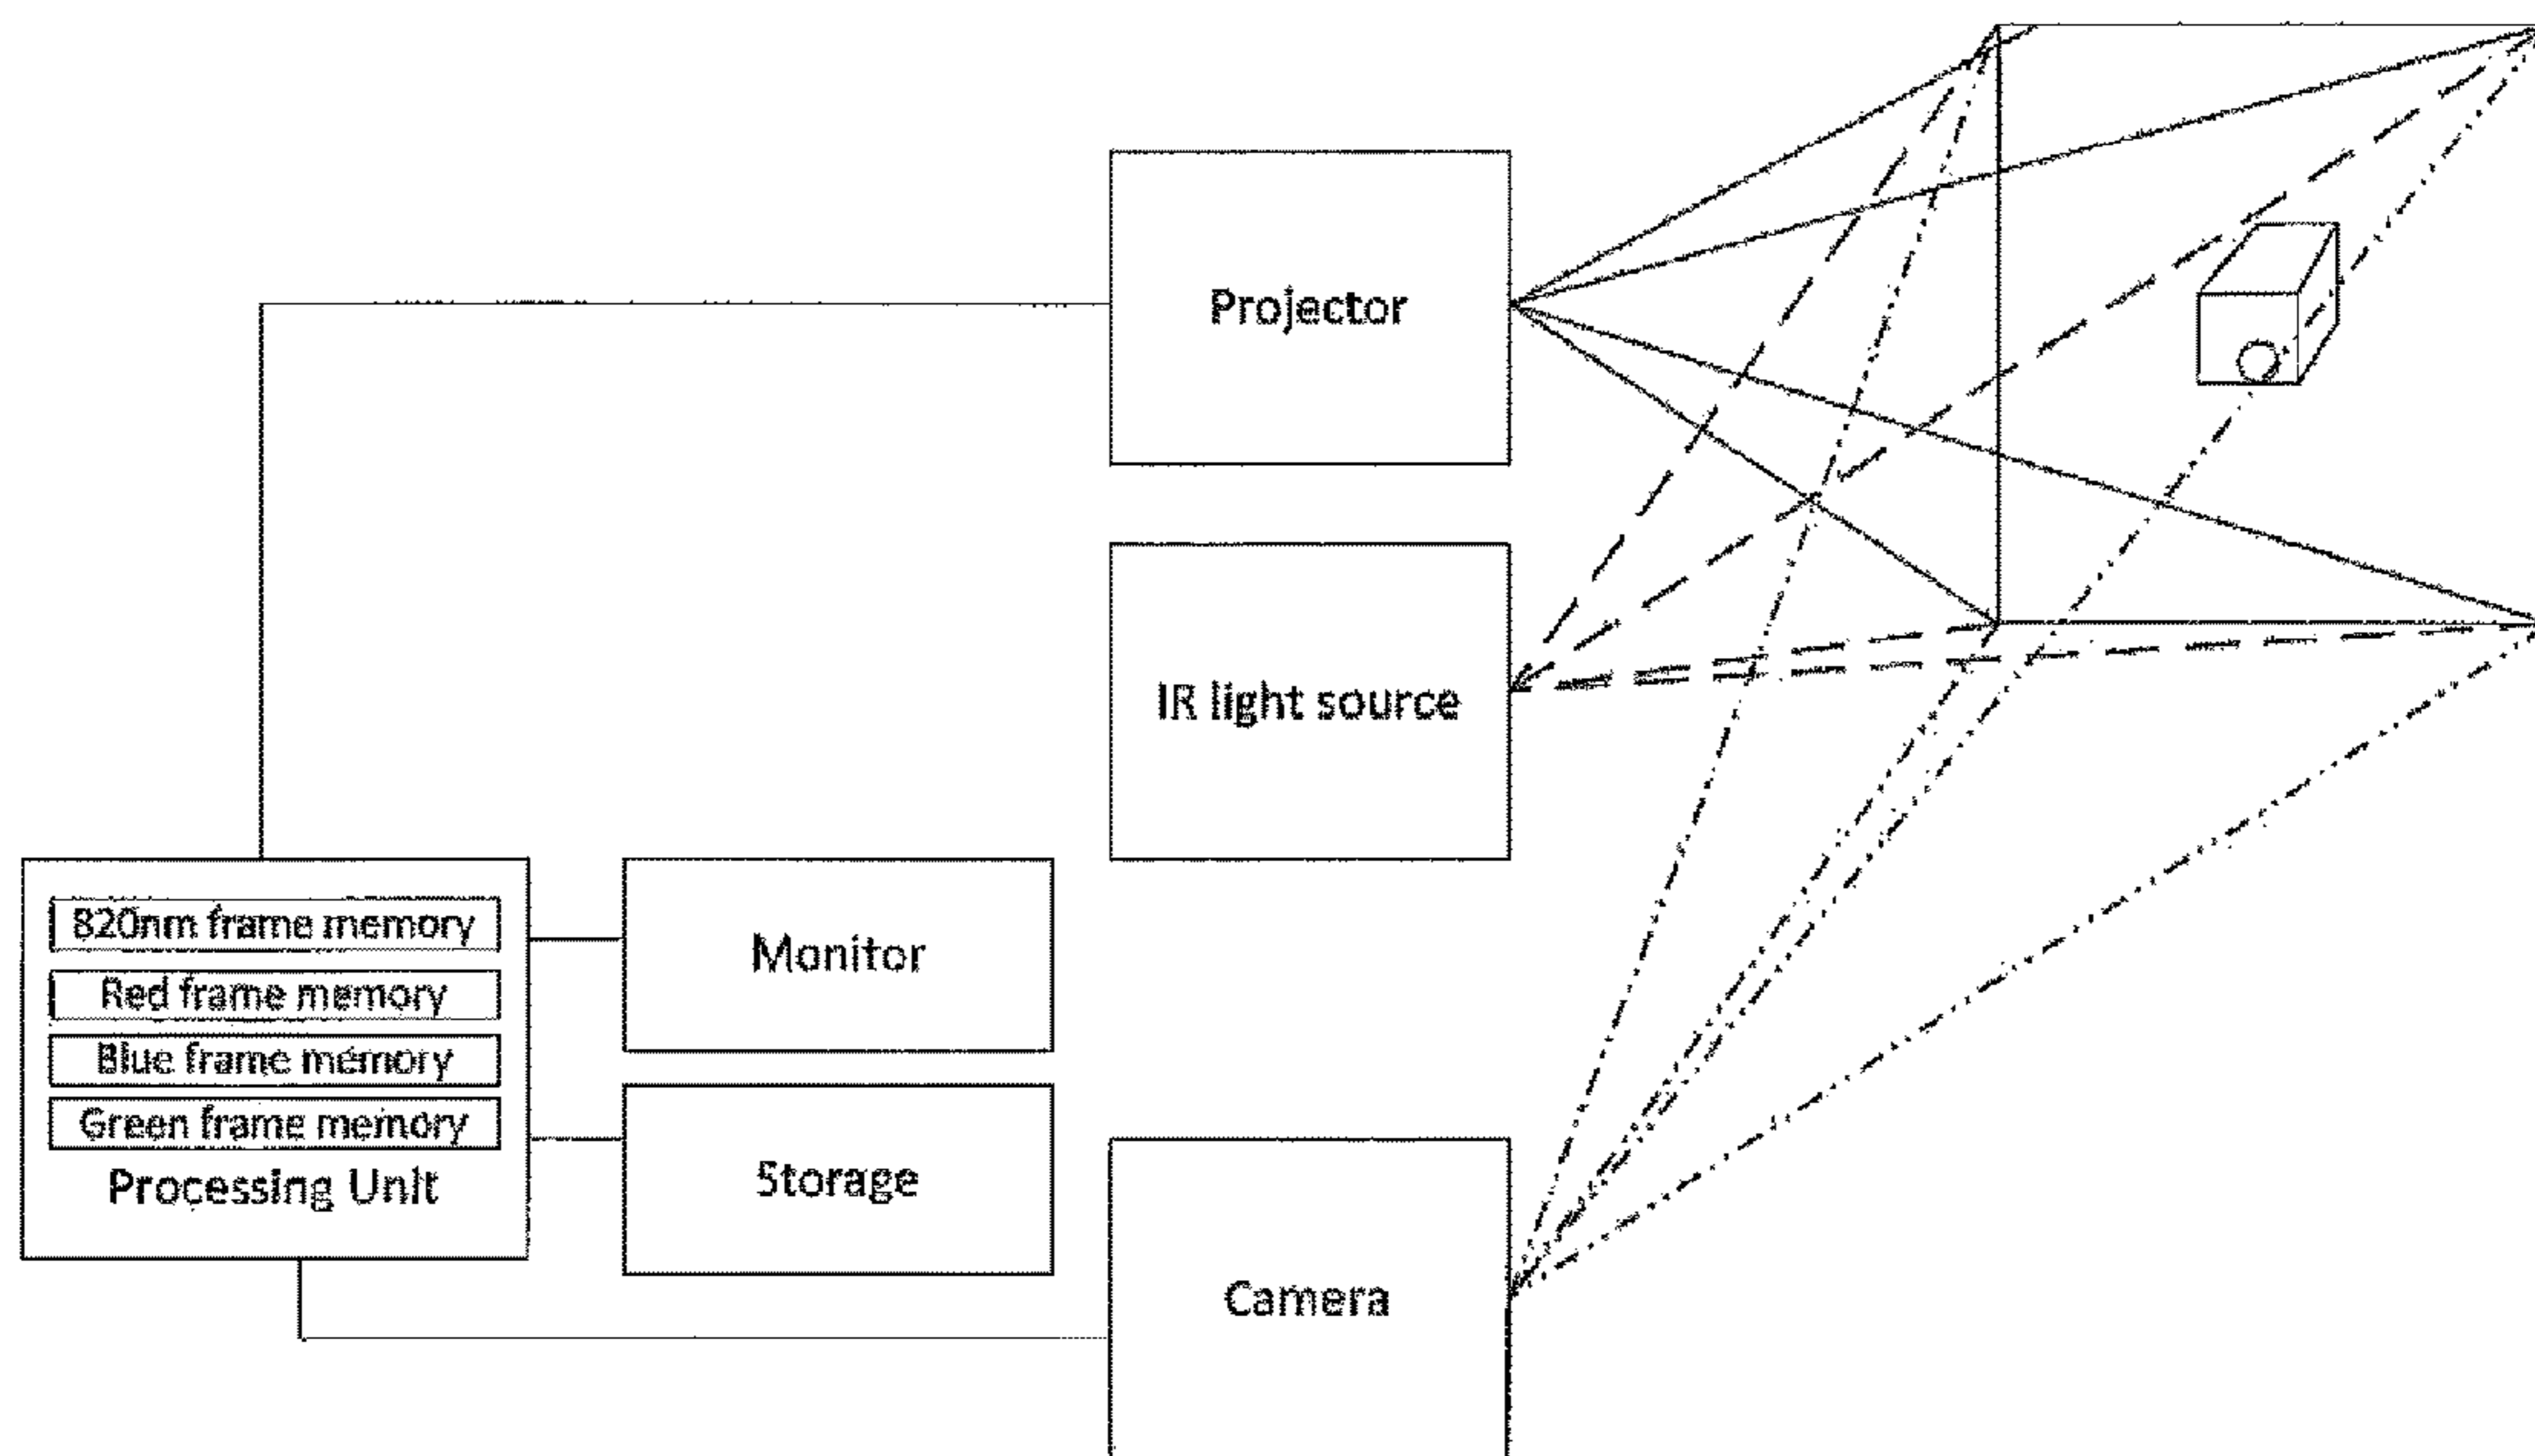 Projector
IR light source
820nm frame memory
Red frame memory
Blue frame memory
Green frame memory
Processing Unit
Monitor
Storage
Camera